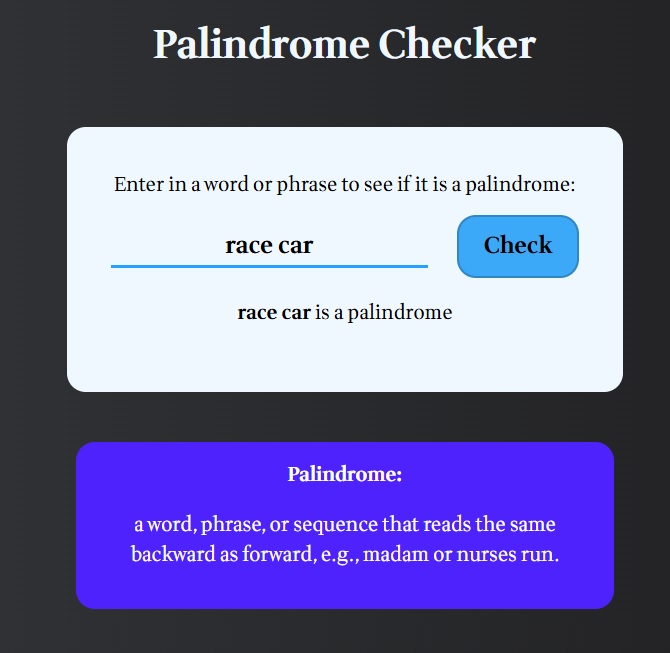 Palindrome Checker
Enter in a word or phrase to see if it is a palindrome:
race car
Check
race car is a palindrome
Palindrome:
a word, phrase, or sequence that reads the same
backward as forward, e.g., madam or nurses run.